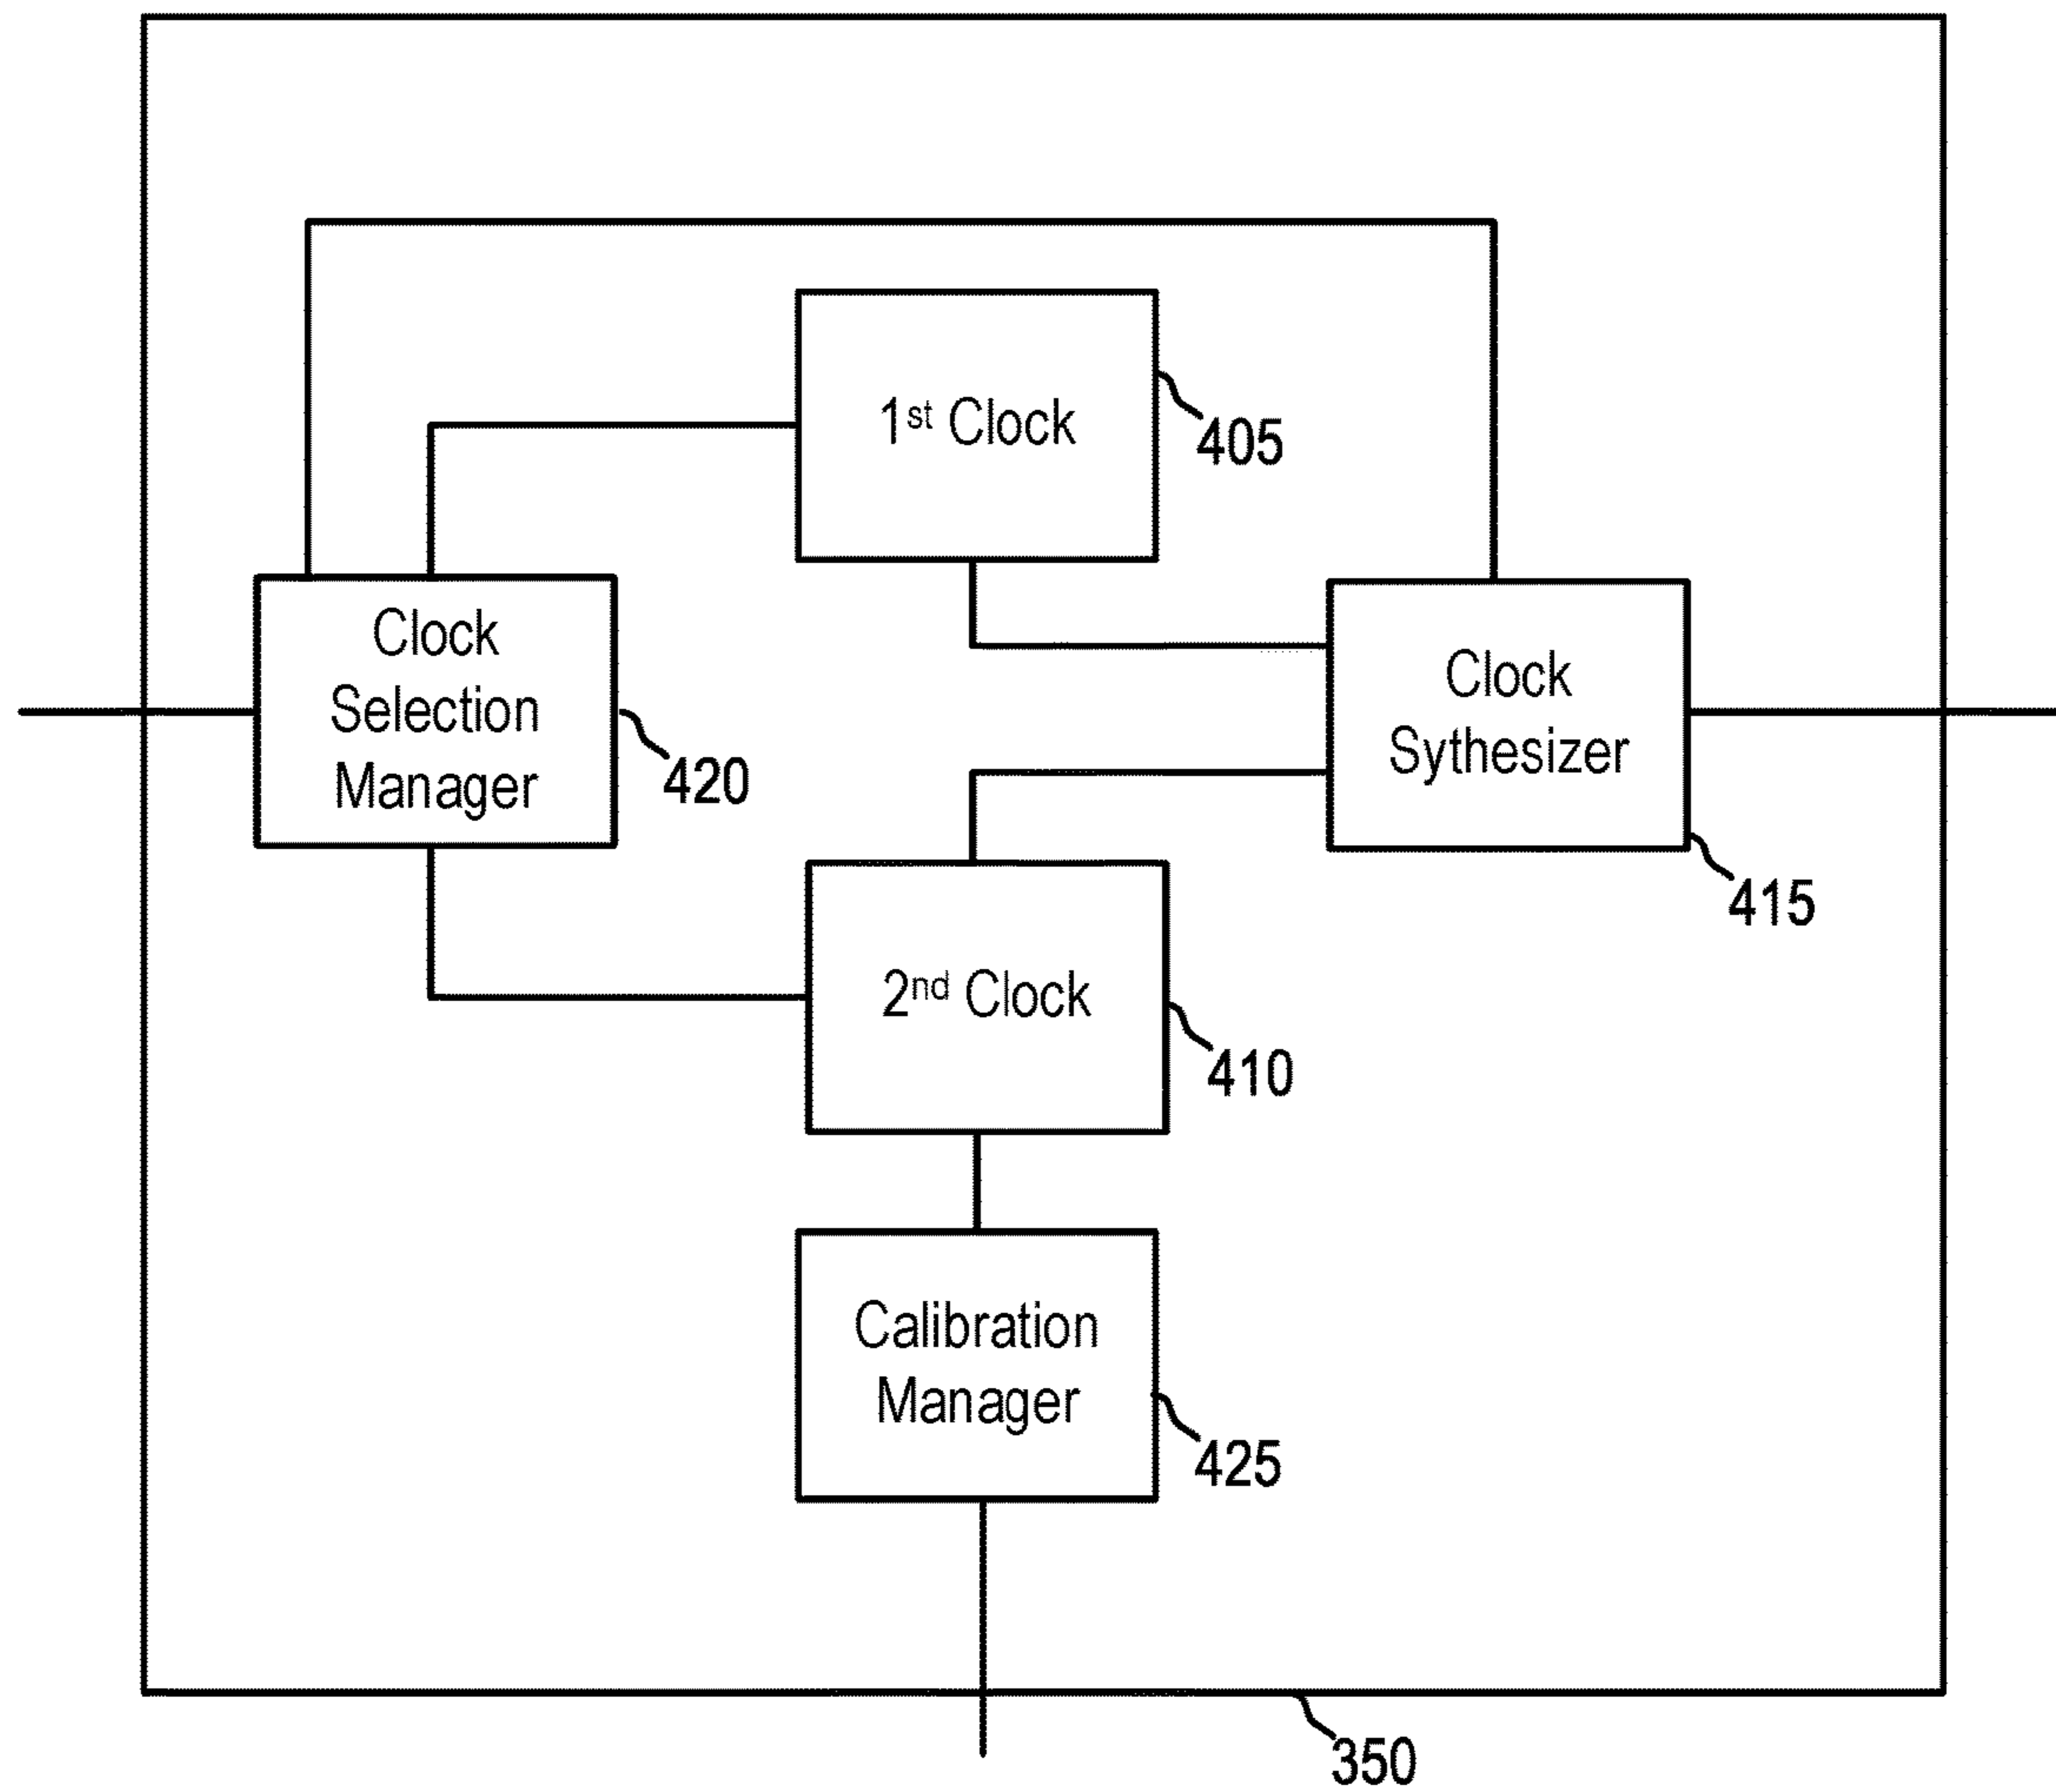 1st Clock
405
Clock
Selection
Manager
420
Clock
Sythesizer
415
2nd Clock
410
Calibration
Manager
425
350